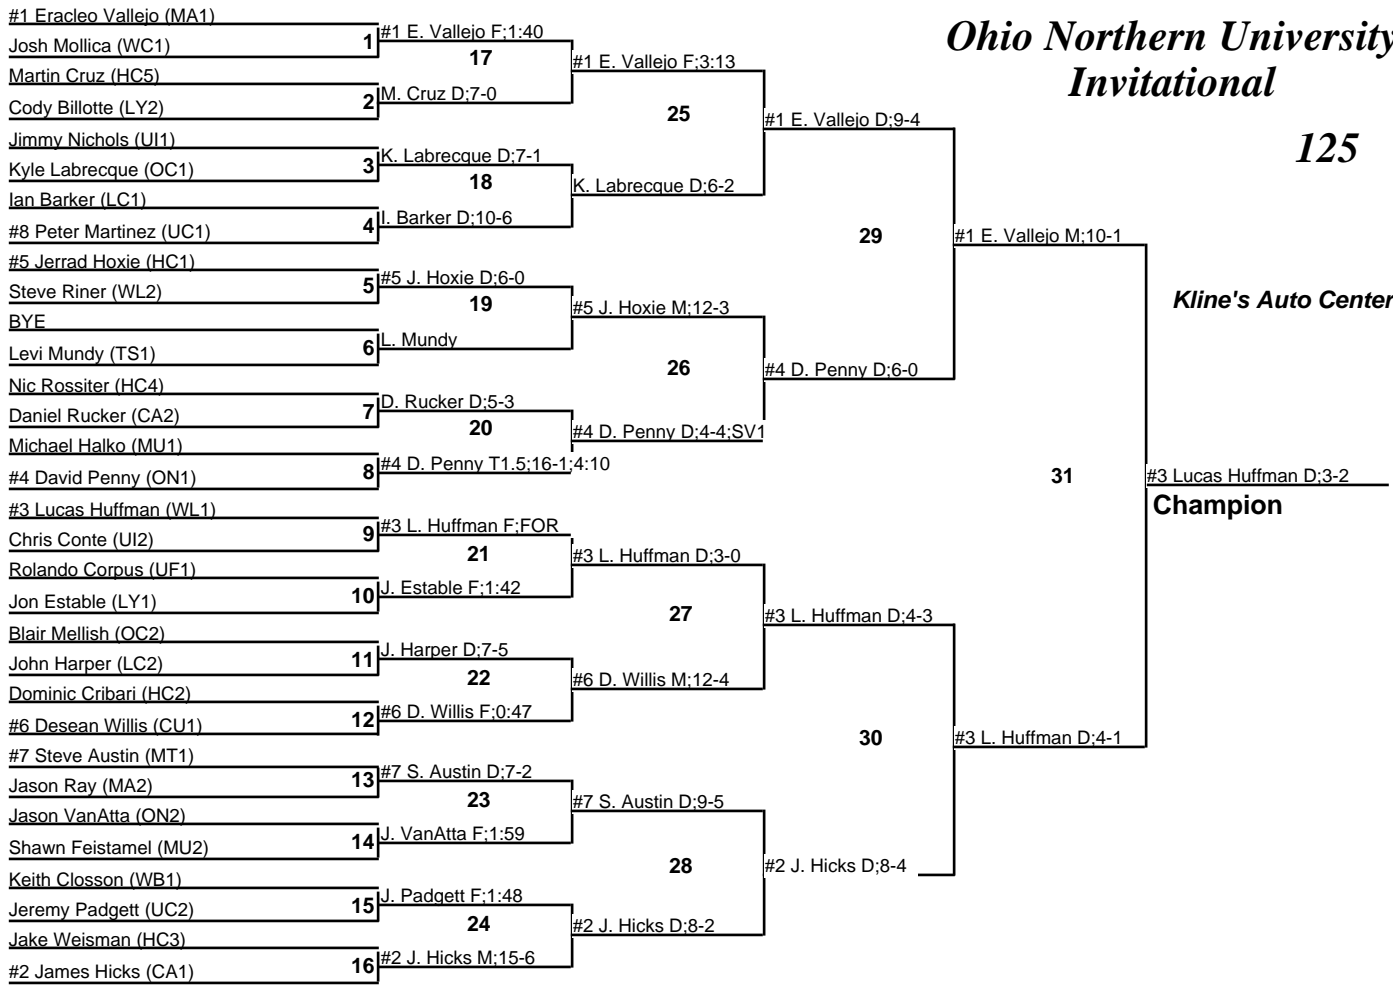 Ohio Northern University
Invitational
125
Kline's Auto Center
#1 Eracleo Vallejo (MA1)
Josh Mollica (WC1)
Martin Cruz (HC5)
Cody Billotte (LY2)
Jimmy Nichols (UI1)
Kyle Labrecque (OC1)
Ian Barker (LC1)
#8 Peter Martinez (UC1)
#5 Jerrad Hoxie (HC1)
Steve Riner (WL2)
BYE
Levi Mundy (TS1)
Nic Rossiter (HC4)
Daniel Rucker (CA2)
Michael Halko (MU1)
#4 David Penny (ON1)
#3 Lucas Huffman (WL1)
Chris Conte (UI2)
Rolando Corpus (UF1)
Jon Estable (LY1)
Blair Mellish (OC2)
John Harper (LC2)
Dominic Cribari (HC2)
#6 Desean Willis (CU1)
#7 Steve Austin (MT1)
Jason Ray (MA2)
Jason VanAtta (ON2)
Shawn Feistamel (MU2)
Keith Closson (WB1)
Jeremy Padgett (UC2)
Jake Weisman (HC3)
#2 James Hicks (CA1)
1
2
3
4
5
6
7
8
9
10
11
12
13
14
15
16
#1 E. Vallejo F;1:40
17
M. Cruz D;7-0
K. Labrecque D;7-1
18
I. Barker D;10-6
#5 J. Hoxie D;6-0
19
L. Mundy
D. Rucker D;5-3
20
#4 D. Penny T1.5;16-1;4:10
#3 L. Huffman F;FOR
21
J. Estable F;1:42
J. Harper D;7-5
22
#6 D. Willis F;0:47
#7 S. Austin D;7-2
23
J. VanAtta F;1:59
J. Padgett F;1:48
24
#2 J. Hicks M;15-6
#1 E. Vallejo F;3:13
25
K. Labrecque D;6-2
#5 J. Hoxie M;12-3
26
#4 D. Penny D;4-4;SV1
#3 L. Huffman D;3-0
27
#6 D. Willis M;12-4
#7 S. Austin D;9-5
28
#2 J. Hicks D;8-2
#1 E. Vallejo D;9-4
29
#4 D. Penny D;6-0
#3 L. Huffman D;4-3
30
#2 J. Hicks D;8-4
#1 E. Vallejo M;10-1
31
#3 L. Huffman D;4-1
#3 Lucas Huffman D;3-2
Champion